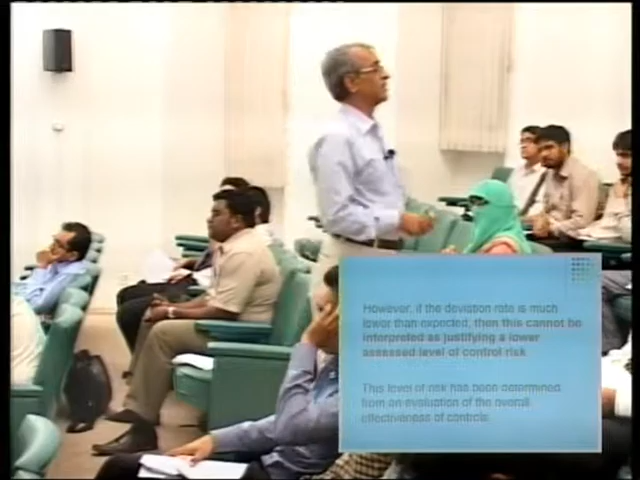 However, if the deviation rate is much
lower than expected, then this cannot be
interpreted as justifying a lower
assessed level of control risk
This level of risk has been determined
from an evaluation of the overall
effectiveness of controls.